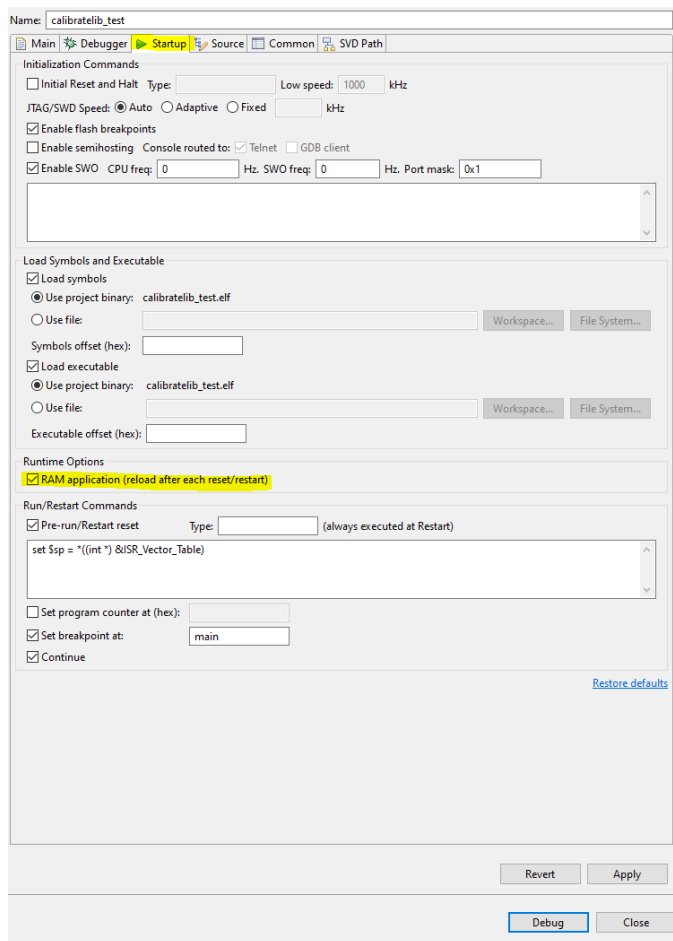 Name: calibratelib_test
Main Debugger Startup Source Common SVD Path
Initialization Commands
Initial Reset and Halt Type: Low speed: 1000 kHz
JTAG/SWD Speed: Auto Adaptive Fixed kHz
Enable flash breakpoints
Enable semihosting Console routed to: Telnet GDB client
Enable SWO CPU freq: 0 Hz. SWO freq: 0 Hz. Port mask: 0x1
Load Symbols and Executable
Load symbols
Use project binary: calibratelib_test.elf
Use file: Workspace... File System...
Symbols offset (hex):
Load executable
Use project binary: calibratelib_test.elf
Use file: Workspace... File System...
Executable offset (hex):
Runtime Options
RAM application (reload after each reset/restart)
Run/Restart Commands
Pre-run/Restart reset Type: (always executed at Restart)
set $sp = *((int *) &ISR_Vector_Table)
Set program counter at (hex):
Set breakpoint at: main
Continue
Restore defaults
Revert Apply
Debug Close